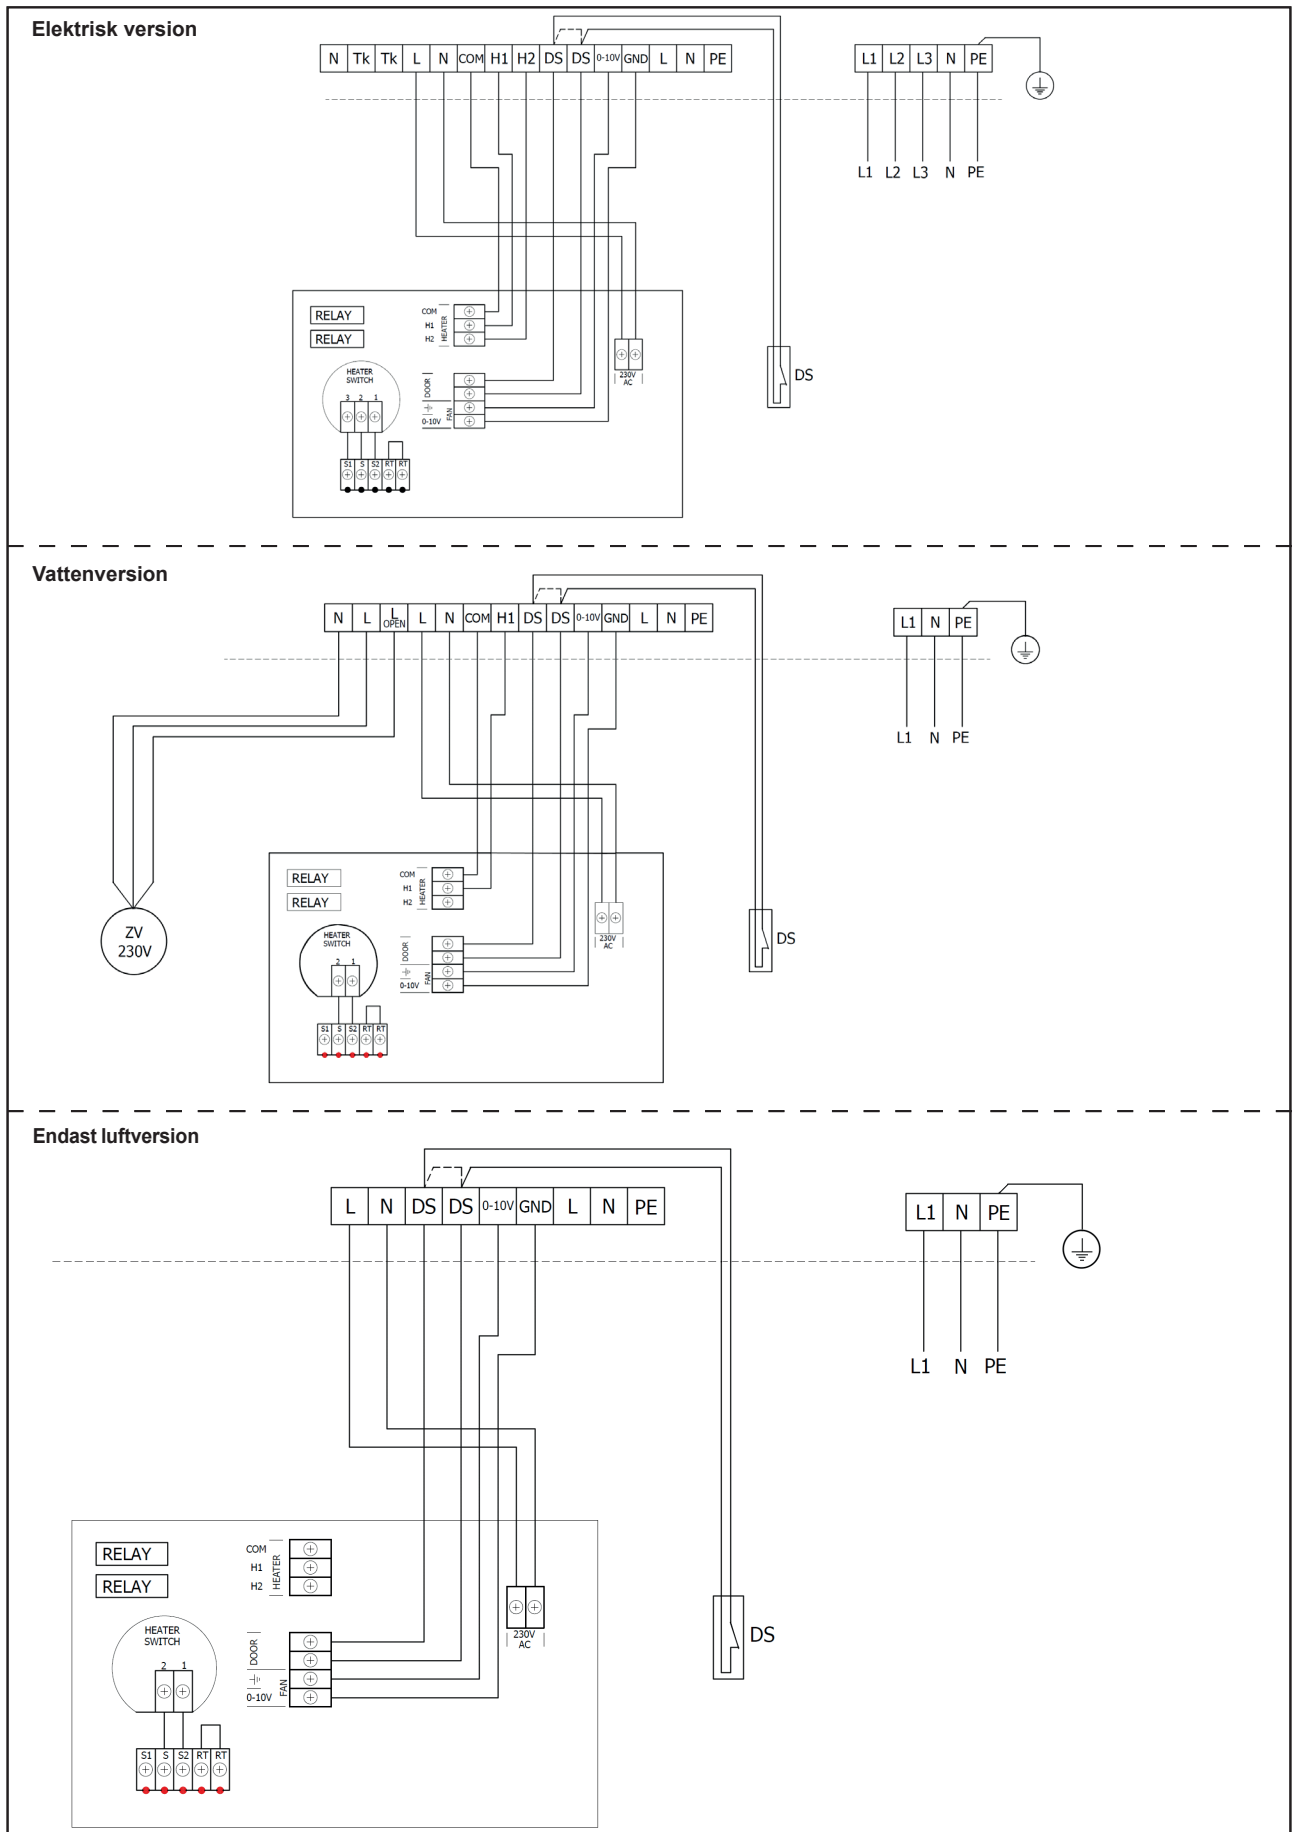 Elektrisk version
N Tk Tk L N COM H1 H2 DS DS 0-10V GND L N PE
L1 L2 L3 N PE
L1 L2 L3 N PE
RELAY
RELAY
COM
H1
H2
HEATER
HEATER
SWITCH
3 2 1
S1 S S2 RT RT
DOOR
FAN
0-10V
230V
AC
DS
Vattenversion
N L L OPEN L N COM H1 DS DS 0-10V GND L N PE
L1 N PE
L1 N PE
ZV
230V
RELAY
RELAY
COM
H1
H2
HEATER
HEATER
SWITCH
2 1
S1 S S2 RT RT
DOOR
FAN
0-10V
230V
AC
DS
Endast luftversion
L N DS DS 0-10V GND L N PE
L1 N PE
L1 N PE
RELAY
RELAY
COM
H1
H2
HEATER
HEATER
SWITCH
2 1
S1 S S2 RT RT
DOOR
FAN
0-10V
230V
AC
DS